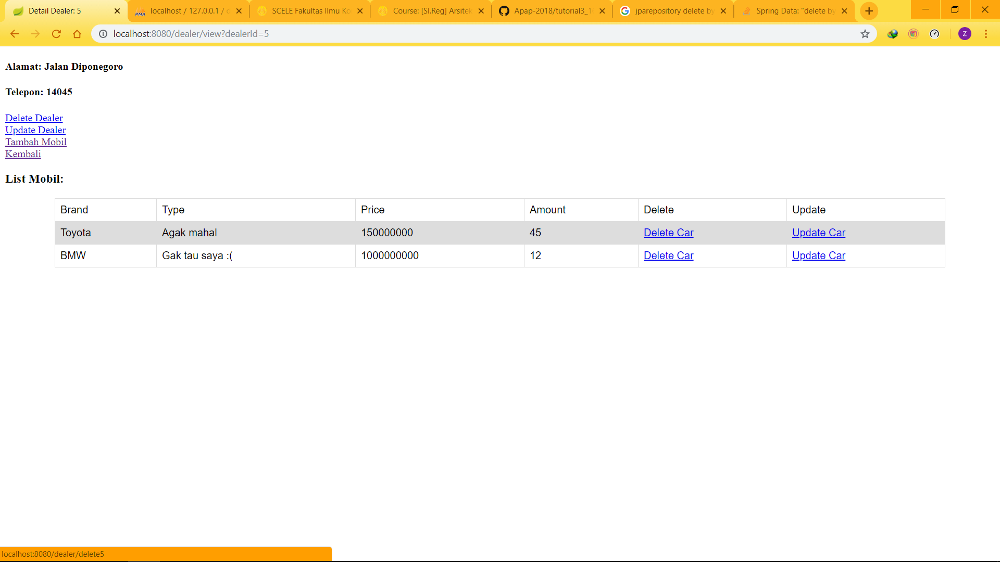 Detail Dealer: 5
localhost / 127.0.0.1 / d
SCELE Fakultas Ilmu Ko
Course: [SI.Reg] Arsitek
Apap-2018/tutorial3_1
jparepository delete by
Spring Data: "delete by
localhost:8080/dealer/view?dealerId=5
Z
Alamat: Jalan Diponegoro
Telepon: 14045
Delete Dealer
Update Dealer
Tambah Mobil
Kembali
List Mobil:
Brand Type Price Amount Delete Update
Toyota Agak mahal 150000000 45 Delete Car Update Car
BMW Gak tau saya :( 1000000000 12 Delete Car Update Car
localhost:8080/dealer/delete5